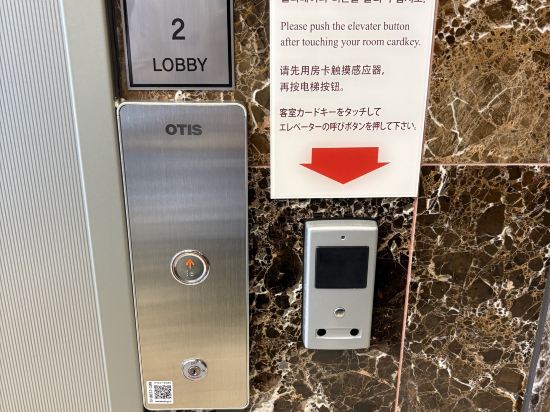 2
LOBBY
OTIS
Please push the elevator button
after touching your room cardkey.
请先用房卡触摸感应器,
再按电梯按钮。
客室カードキーをタッチして
エレベーターの呼びボタンを押して下さい。